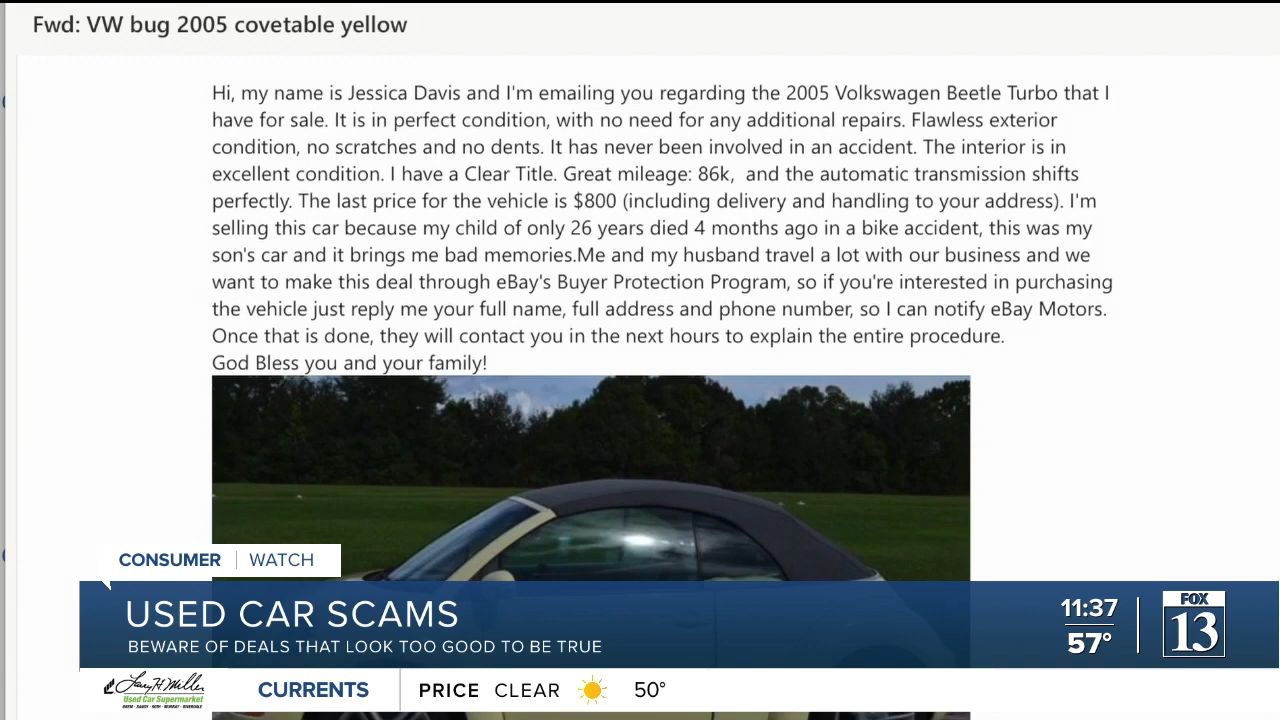 Fwd: VW bug 2005 covetable yellow
Hi, my name is Jessica Davis and I'm emailing you regarding the 2005 Volkswagen Beetle Turbo that I
have for sale. It is in perfect condition, with no need for any additional repairs. Flawless exterior
condition, no scratches and no dents. It has never been involved in an accident. The interior is in
excellent condition. I have a Clear Title. Great mileage: 86k,  and the automatic transmission shifts
perfectly. The last price for the vehicle is $800 (including delivery and handling to your address). I'm
selling this car because my child of only 26 years died 4 months ago in a bike accident, this was my
son's car and it brings me bad memories.Me and my husband travel a lot with our business and we
want to make this deal through eBay's Buyer Protection Program, so if you're interested in purchasing
the vehicle just reply me your full name, full address and phone number, so I can notify eBay Motors.
Once that is done, they will contact you in the next hours to explain the entire procedure.
God Bless you and your family!
CONSUMER | WATCH
USED CAR SCAMS
BEWARE OF DEALS THAT LOOK TOO GOOD TO BE TRUE
11:37
57°
FOX
13
Larry H. Miller
Used Car Supermarket
CURRENTS
PRICE CLEAR 50°